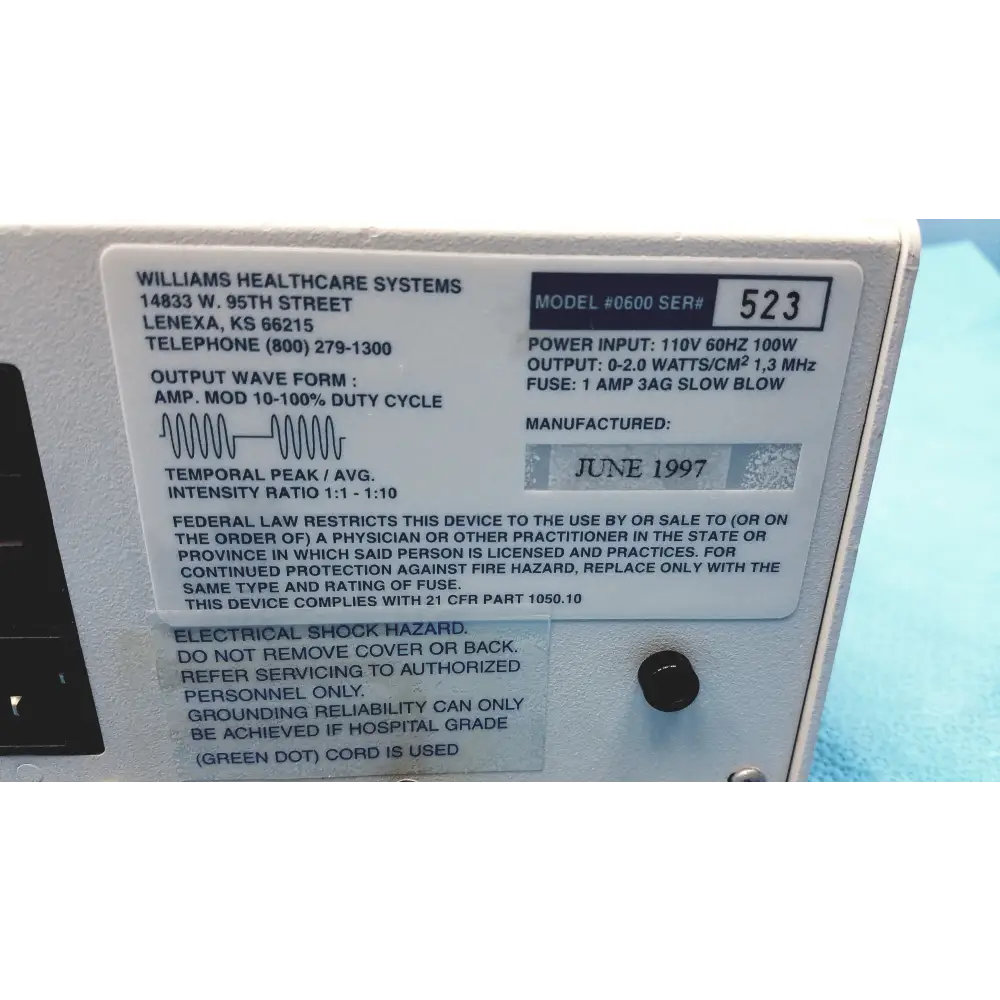 WILLIAMS HEALTHCARE SYSTEMS
14833 W. 95TH STREET
LENEXA, KS 66215
TELEPHONE (800) 279-1300
OUTPUT WAVE FORM :
AMP. MOD 10-100% DUTY CYCLE
TEMPORAL PEAK / AVG.
INTENSITY RATIO 1:1 - 1:10
MODEL #0600 SER# 523
POWER INPUT: 110V 60HZ 100W
OUTPUT: 0-2.0 WATTS/CM² 1,3 MHz
FUSE: 1 AMP 3AG SLOW BLOW
MANUFACTURED:
JUNE 1997
FEDERAL LAW RESTRICTS THIS DEVICE TO THE USE BY OR SALE TO (OR ON
THE ORDER OF) A PHYSICIAN OR OTHER PRACTITIONER IN THE STATE OR
PROVINCE IN WHICH SAID PERSON IS LICENSED AND PRACTICES. FOR
CONTINUED PROTECTION AGAINST FIRE HAZARD, REPLACE ONLY WITH THE
SAME TYPE AND RATING OF FUSE.
THIS DEVICE COMPLIES WITH 21 CFR PART 1050.10
ELECTRICAL SHOCK HAZARD.
DO NOT REMOVE COVER OR BACK.
REFER SERVICING TO AUTHORIZED
PERSONNEL ONLY.
GROUNDING RELIABILITY CAN ONLY
BE ACHIEVED IF HOSPITAL GRADE
(GREEN DOT) CORD IS USED